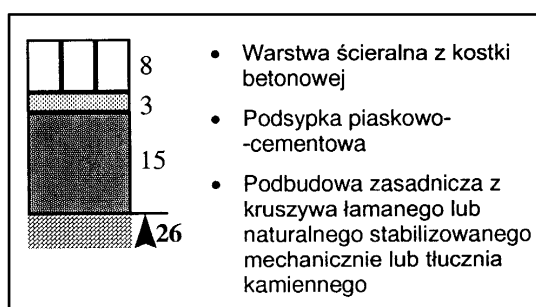 8
3
15
26
• Warstwa ścieralna z kostki
betonowej
• Podsypka piaskowo-
-cementowa
• Podbudowa zasadnicza z
kruszywa łamanego lub
naturalnego stabilizowanego
mechanicznie lub tłucznia
kamiennego